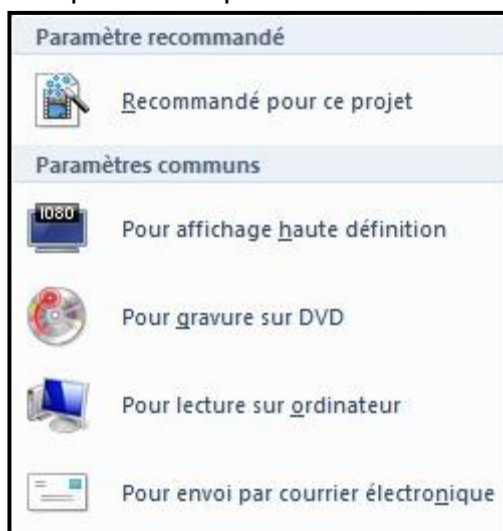 Paramètre recommandé
Recommandé pour ce projet
Paramètres communs
1080
Pour affichage haute définition
Pour gravure sur DVD
Pour lecture sur ordinateur
Pour envoi par courrier électronique